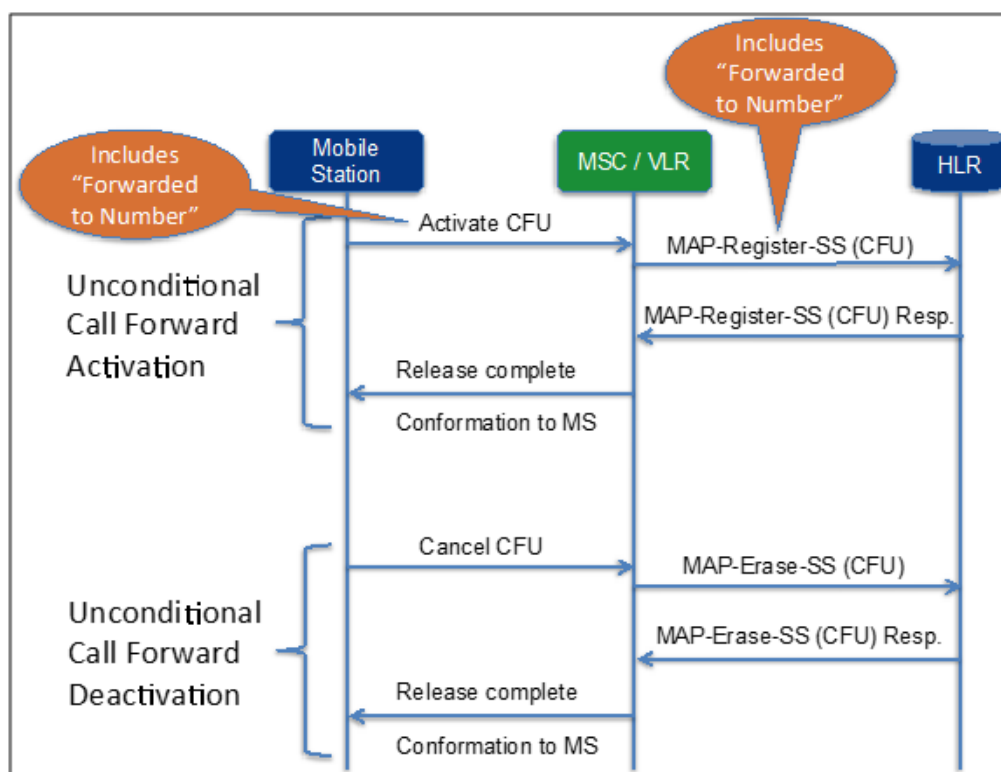 Includes
“Forwarded
to Number”
Includes
“Forwarded
to Number”
Mobile
Station
MSC / VLR
HLR
Activate CFU
MAP-Register-SS (CFU)
Unconditional
Call Forward
Activation
MAP-Register-SS (CFU) Resp.
Release complete
Conformation to MS
Cancel CFU
MAP-Erase-SS (CFU)
Unconditional
Call Forward
Deactivation
MAP-Erase-SS (CFU) Resp.
Release complete
Conformation to MS